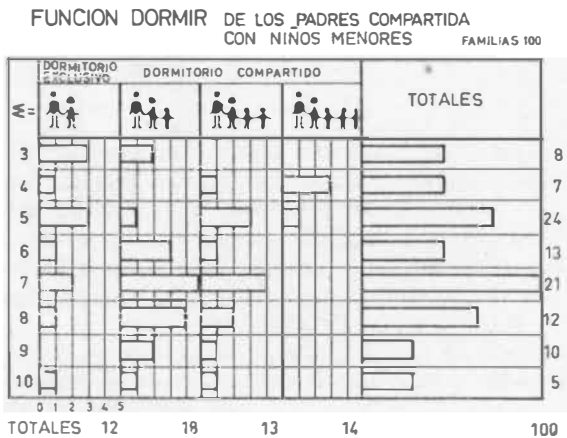 FUNCION DORMIR DE LOS PADRES COMPARTIDA
CON NIÑOS MENORES FAMILIAS 100
DORMITORIO EXCLUSIVO DORMITORIO COMPARTIDO TOTALES
3 8
4 7
5 24
6 13
7 21
8 12
9 10
10 5
0 1 2 3 4 5
TOTALES 12 19 13 14 100